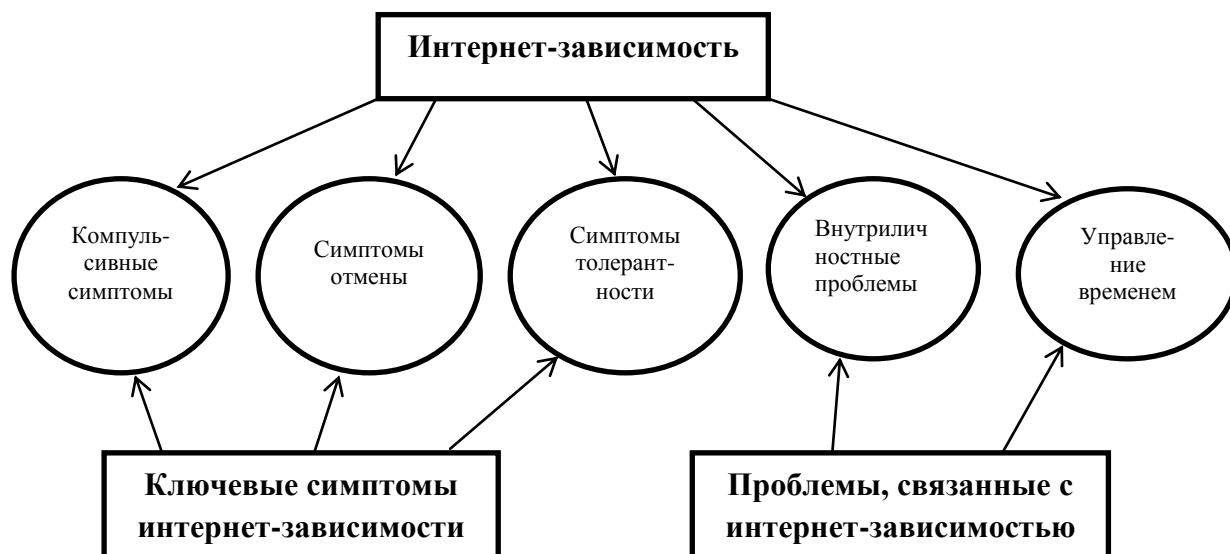 Интернет-зависимость
Компуль-
сивные
симптомы
Симптомы
отмены
Симптомы
толерант-
ности
Внутрилич
ностные
проблемы
Управле-
ние
временем
Ключевые симптомы
интернет-зависимости
Проблемы, связанные с
интернет-зависимостью